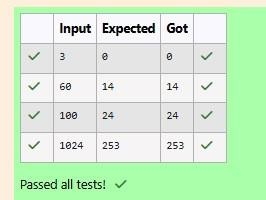 Input Expected Got
3 0 0
60 14 14
100 24 24
1024 253 253
Passed all tests!